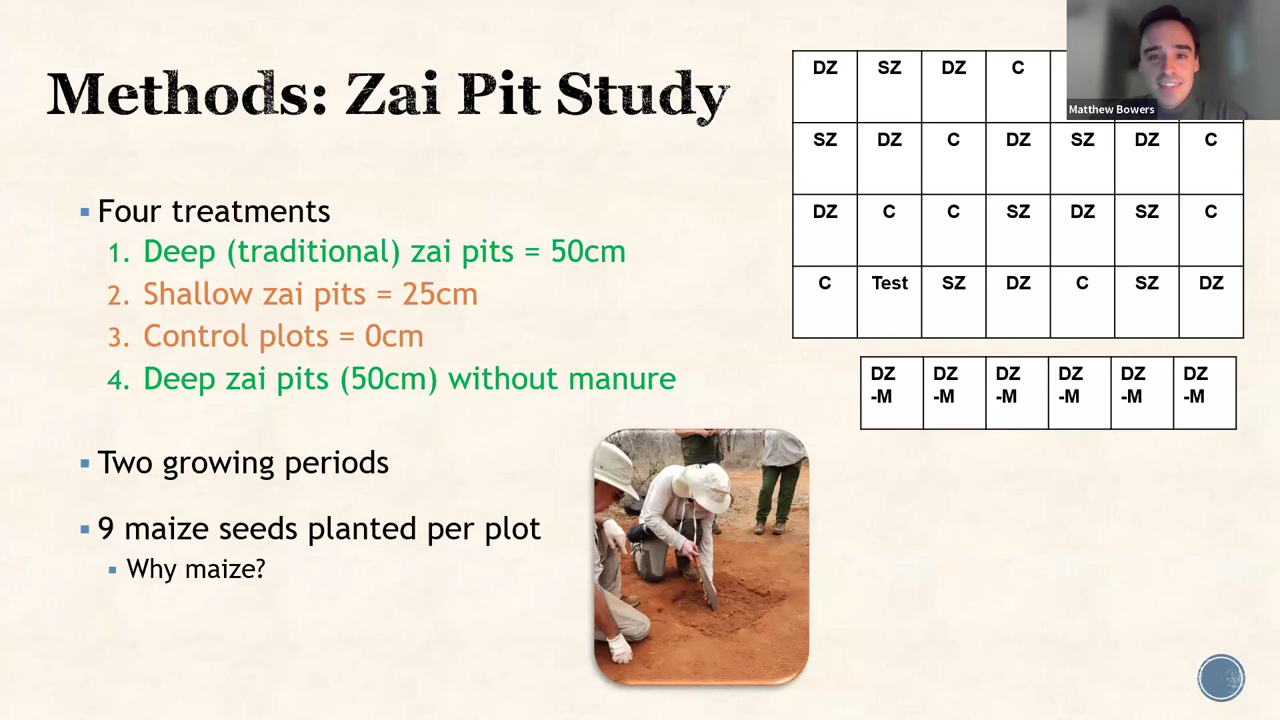 Methods: Zai Pit Study
Four treatments
1. Deep (traditional) zai pits = 50cm
2. Shallow zai pits = 25cm
3. Control plots = 0cm
4. Deep zai pits (50cm) without manure
Two growing periods
9 maize seeds planted per plot
Why maize?
DZ SZ DZ C
SZ DZ C DZ SZ DZ C
DZ C C SZ DZ SZ C
C Test SZ DZ C SZ DZ
DZ DZ DZ DZ DZ DZ
-M -M -M -M -M -M
Matthew Bowers